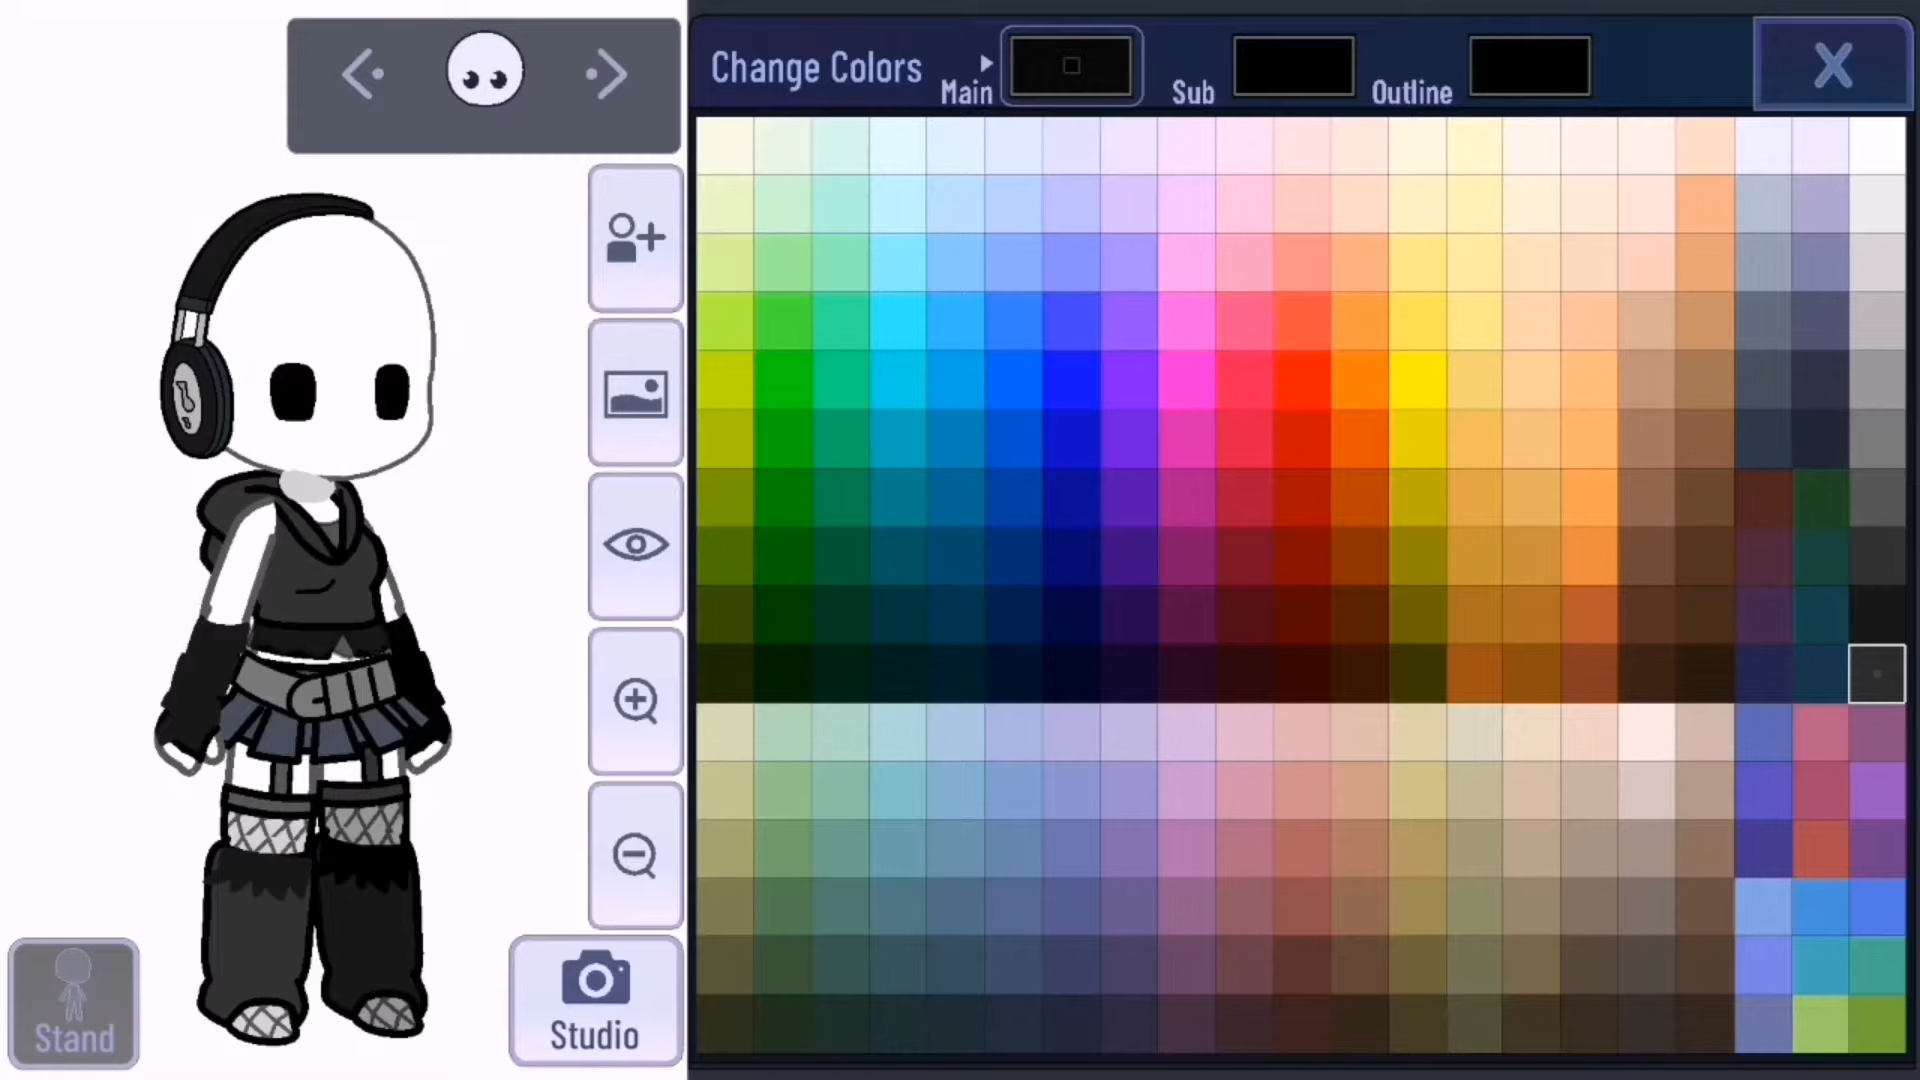 Change Colors
Main
Sub
Outline
X
Stand
Studio